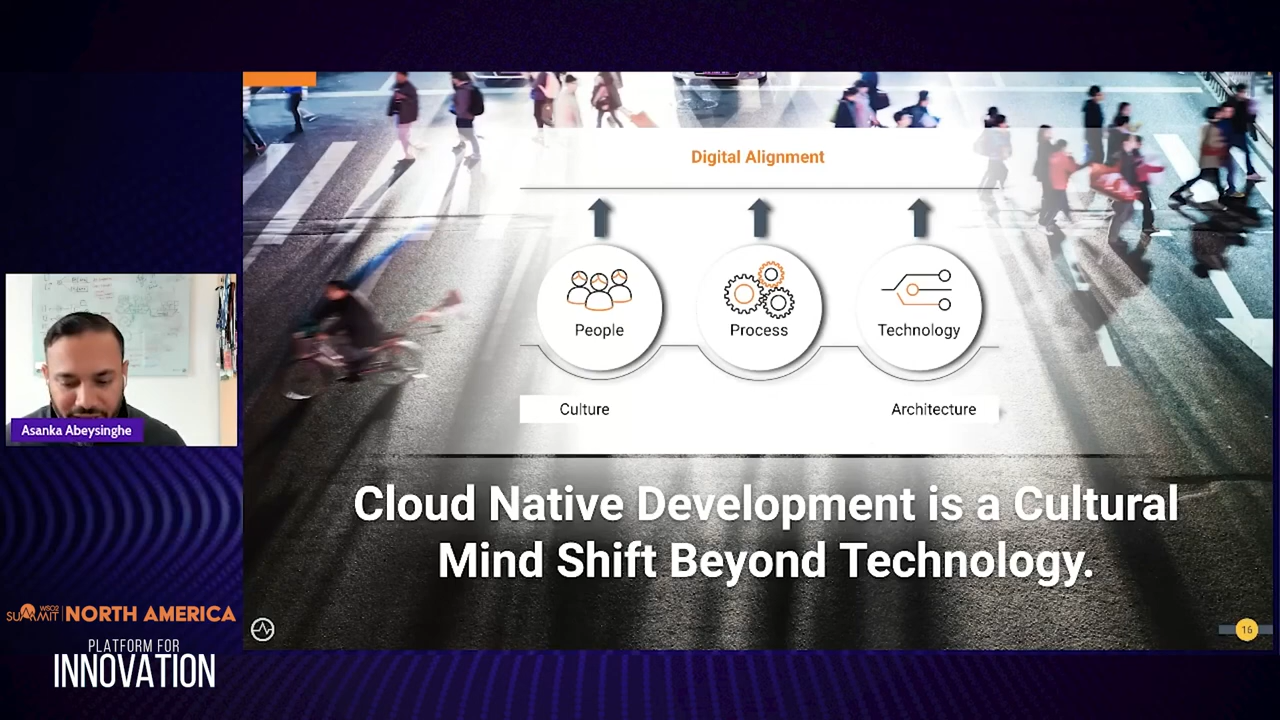 Digital Alignment
People
Process
Technology
Culture
Architecture
Cloud Native Development is a Cultural
Mind Shift Beyond Technology.
16
Asanka Abeysinghe
WSO2
SUMMIT NORTH AMERICA
PLATFORM FOR
INNOVATION